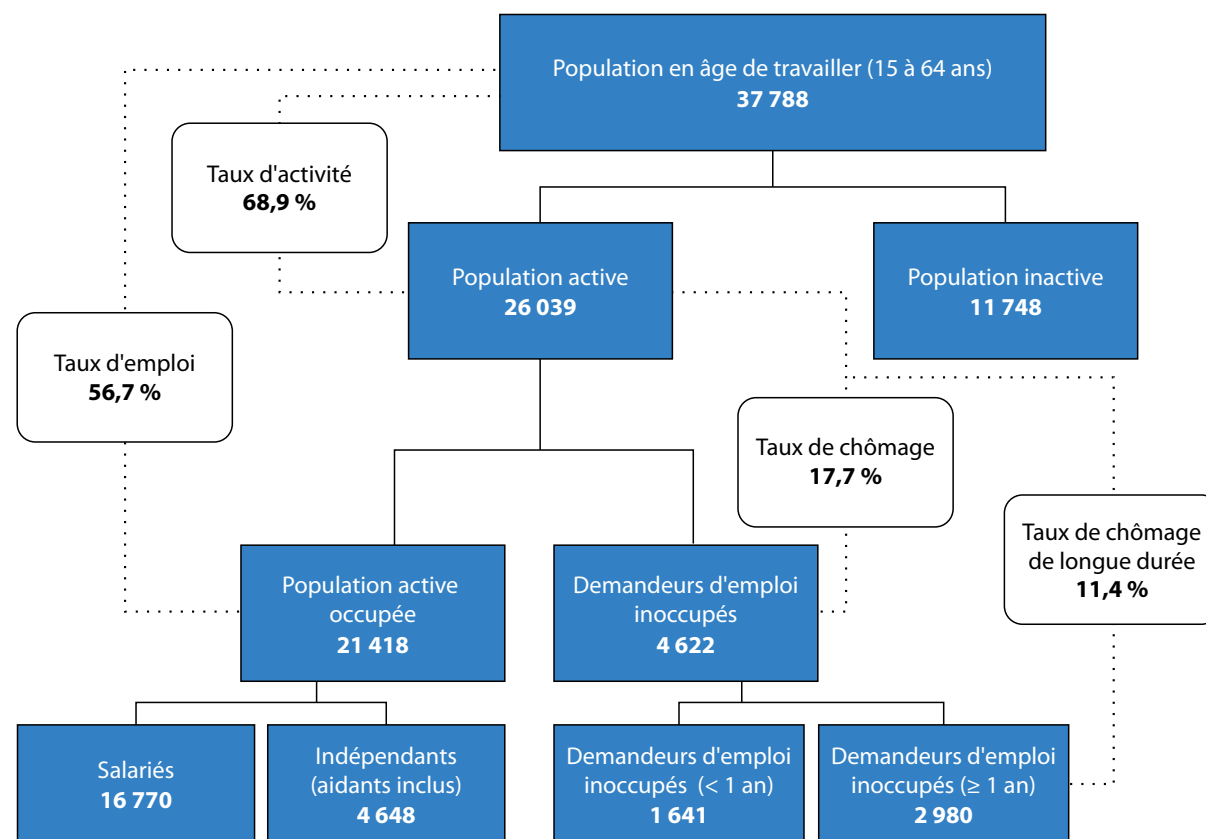 Population en âge de travailler (15 à 64 ans)
37 788
Taux d'activité
68,9 %
Population active
26 039
Population inactive
11 748
Taux d'emploi
56,7 %
Taux de chômage
17,7 %
Taux de chômage
de longue durée
11,4 %
Population active
occupée
21 418
Demandeurs d'emploi
inoccupés
4 622
Salariés
16 770
Indépendants
(aidants inclus)
4 648
Demandeurs d'emploi
inoccupés (< 1 an)
1 641
Demandeurs d'emploi
inoccupés (≥ 1 an)
2 980